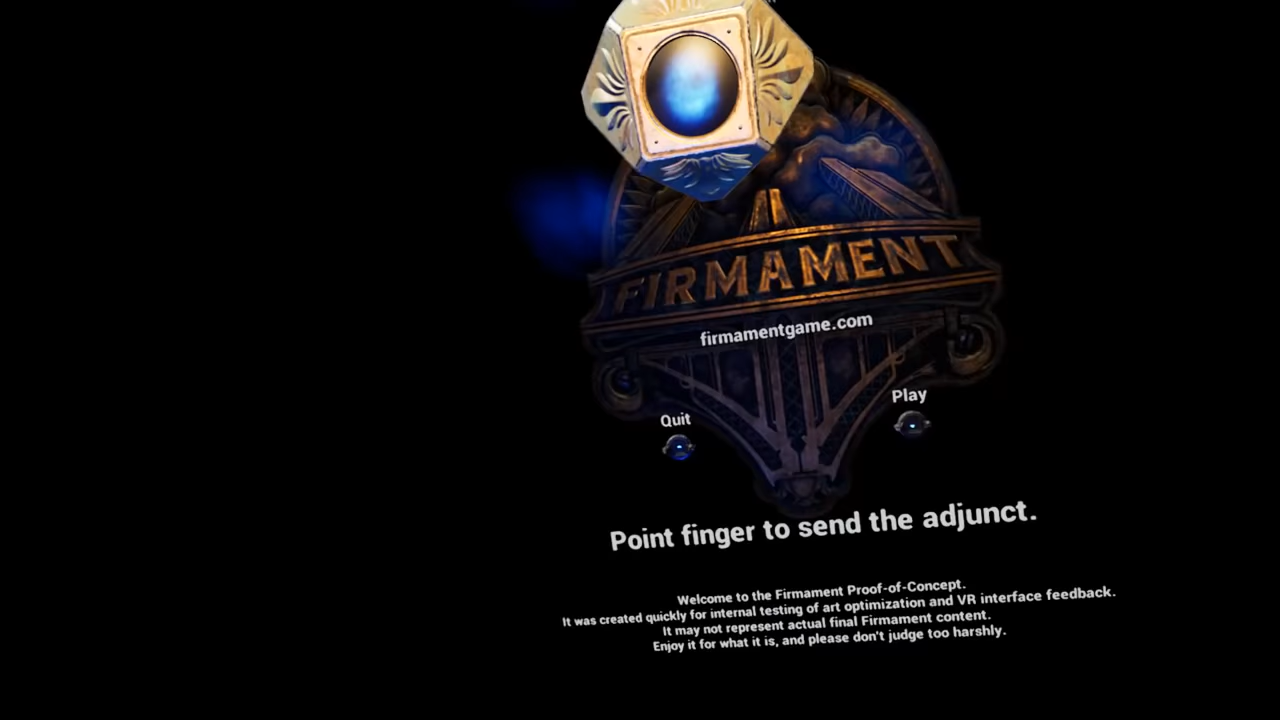 FIRMAMENT
firmamentgame.com
Play
Quit
Point finger to send the adjunct.
Welcome to the Firmament Proof-of-Concept.
It was created quickly for internal testing of art optimization and VR interface feedback.
It may not represent actual final Firmament content.
Enjoy it for what it is, and please don't judge too harshly.